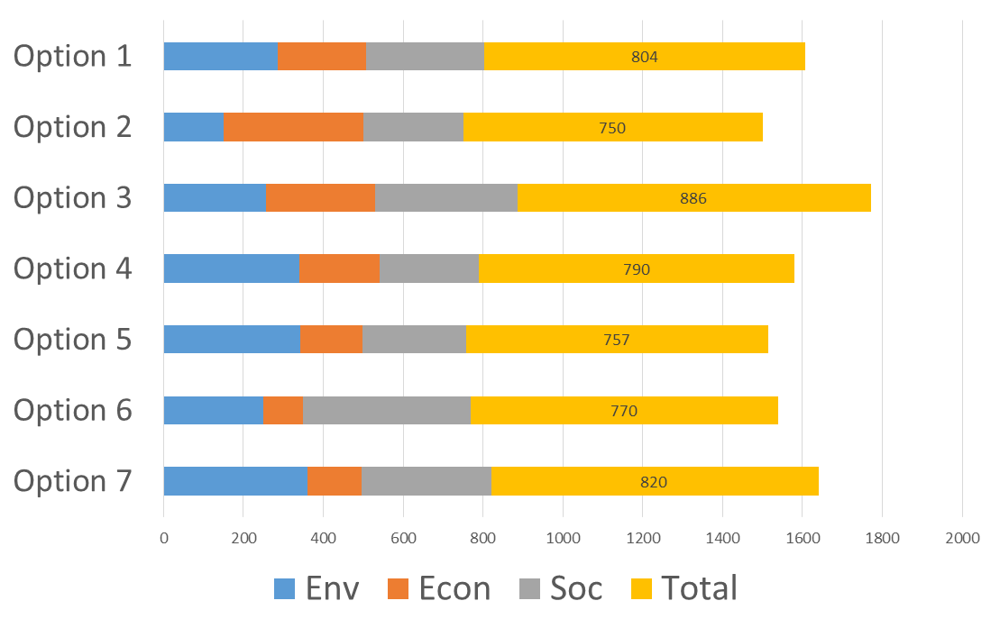 Option 1
804
Option 2
750
Option 3
886
Option 4
790
Option 5
757
Option 6
770
Option 7
820
0 200 400 600 800 1000 1200 1400 1600 1800 2000
Env Econ Soc Total